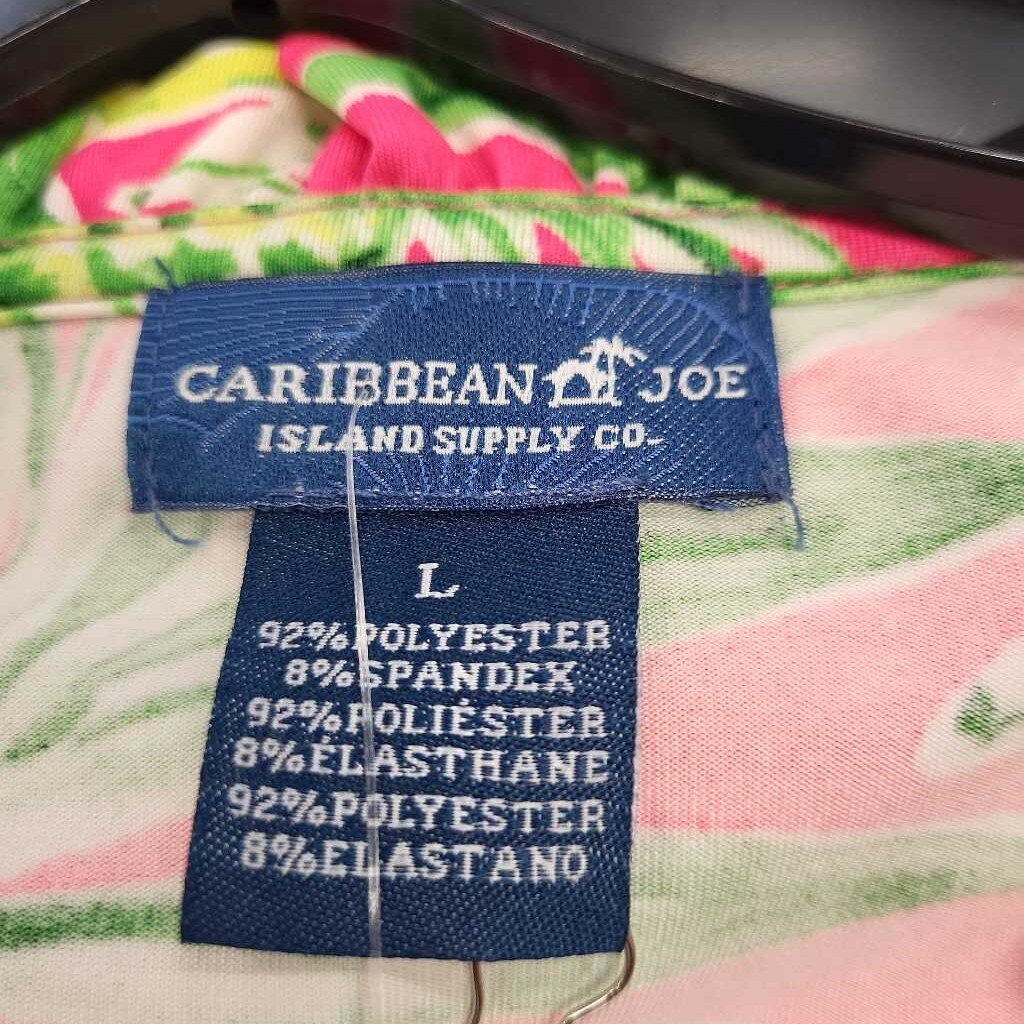 CARIBBEAN JOE
ISLAND SUPPLY CO.
L
92% POLYESTER
8% SPANDEX
92% POLIÉSTER
8% ÉLASTHANE
92% POLYESTER
8% ELASTANO